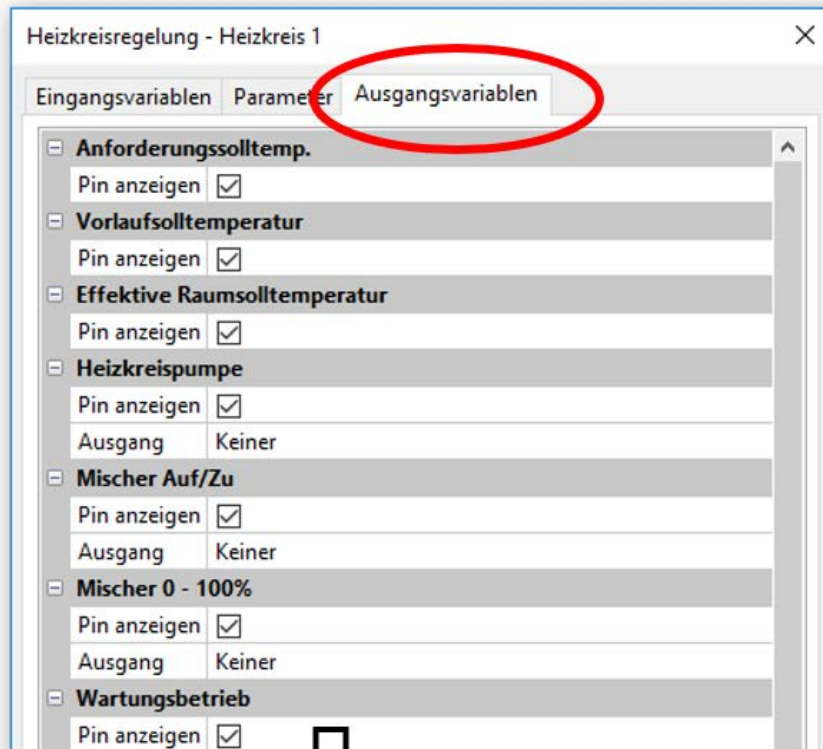 Heizkreisregelung - Heizkreis 1
Eingangsvariablen Parameter Ausgangsvariablen
Anforderungssolltemp.
Pin anzeigen
Vorlaufsolltemperatur
Pin anzeigen
Effektive Raumsolltemperatur
Pin anzeigen
Heizkreispumpe
Pin anzeigen
Ausgang Keiner
Mischer Auf/Zu
Pin anzeigen
Ausgang Keiner
Mischer 0 - 100%
Pin anzeigen
Ausgang Keiner
Wartungsbetrieb
Pin anzeigen